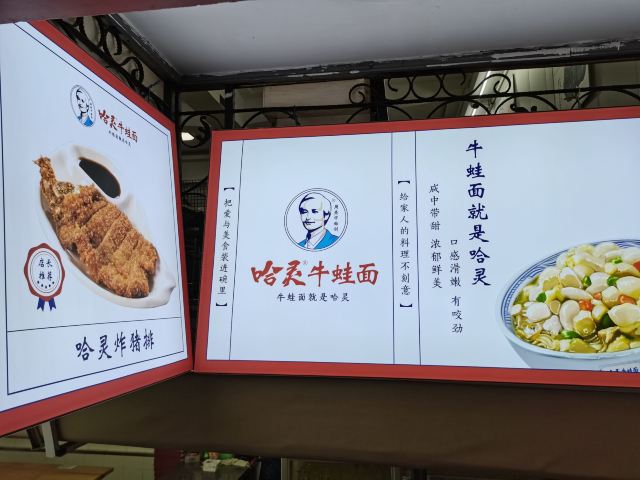 哈灵牛蛙面
店长
推荐
哈灵炸猪排
【把爱与美食装进碗里】
哈灵牛蛙面
牛蛙面就是哈灵
【给家人的料理不刻意】
牛蛙面就是哈灵
咸中带甜 浓郁鲜美
口感滑嫩 有咬劲